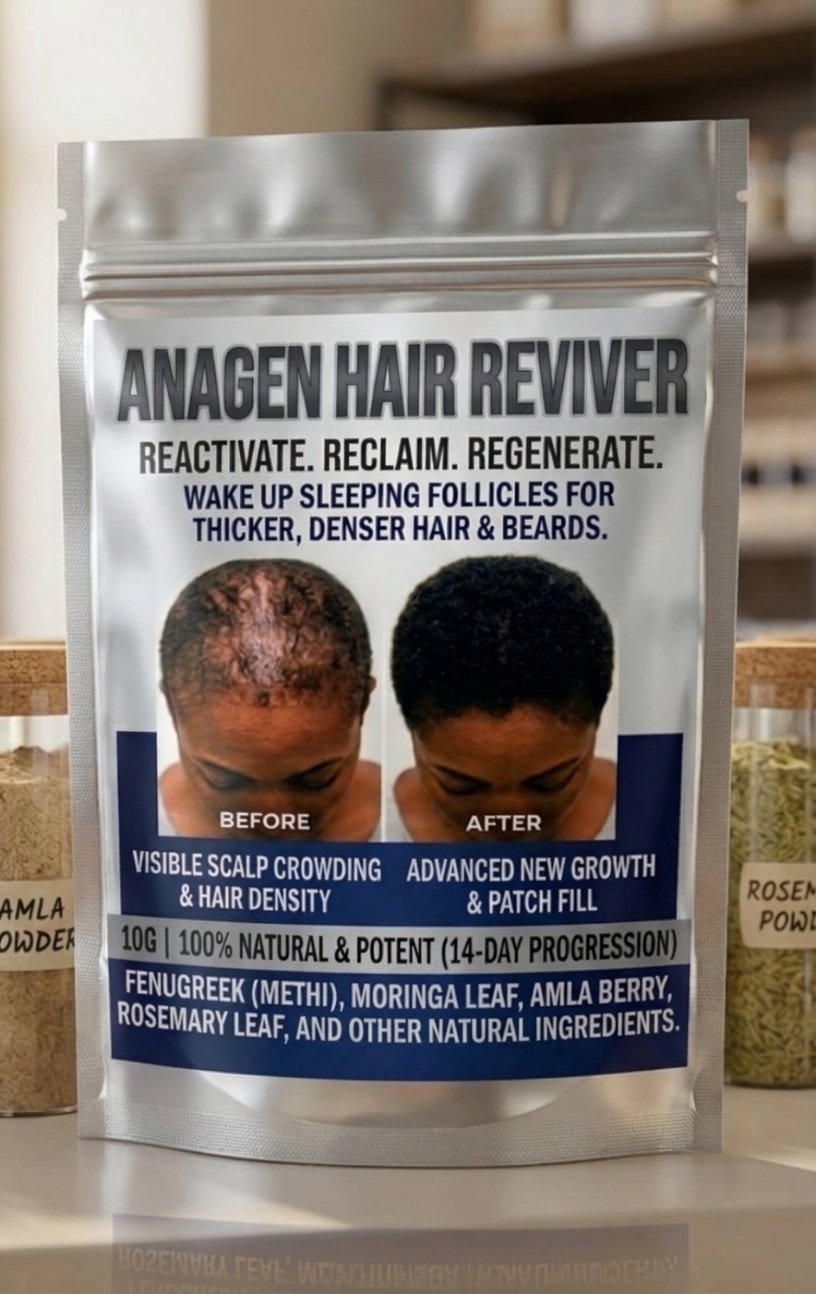 ANAGEN HAIR REVIVER
REACTIVATE. RECLAIM. REGENERATE.
WAKE UP SLEEPING FOLLICLES FOR
THICKER, DENSER HAIR & BEARDS.
BEFORE
AFTER
VISIBLE SCALP CROWDING
& HAIR DENSITY
ADVANCED NEW GROWTH
& PATCH FILL
10G | 100% NATURAL & POTENT (14-DAY PROGRESSION)
FENUGREEK (METHI), MORINGA LEAF, AMLA BERRY,
ROSEMARY LEAF, AND OTHER NATURAL INGREDIENTS.
AMLA
OWDER
ROSEM
POWD